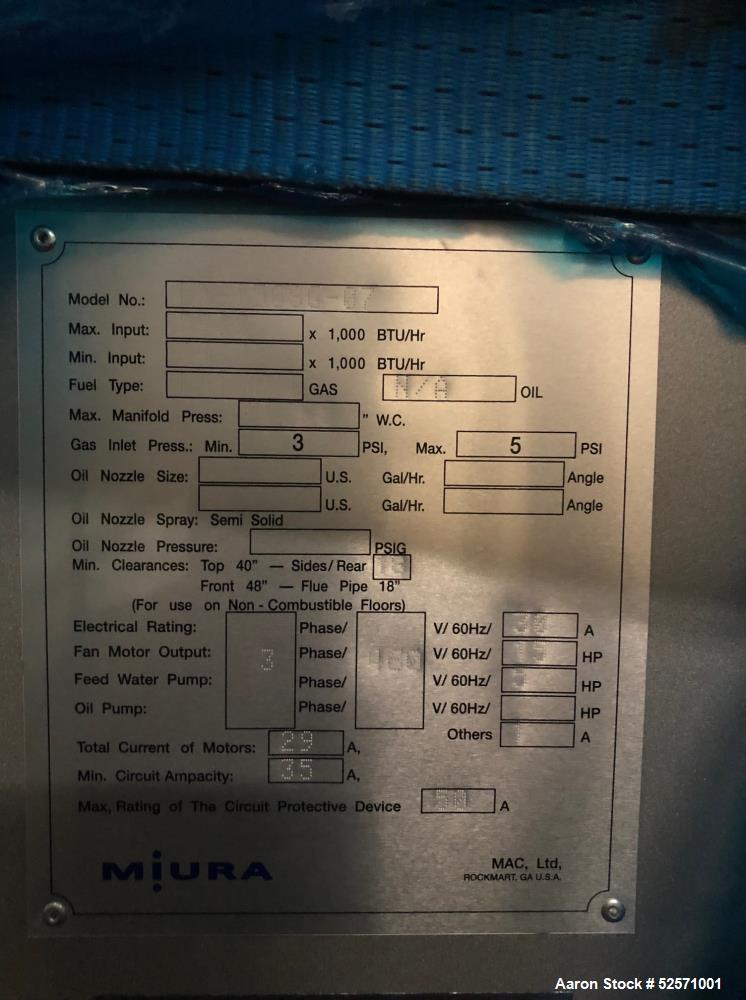 Model No.:
Max. Input: x 1,000 BTU/Hr
Min. Input: x 1,000 BTU/Hr
Fuel Type: GAS N/A OIL
Max. Manifold Press: " W.C.
Gas Inlet Press.: Min. 3 PSI, Max. 5 PSI
Oil Nozzle Size: U.S. Gal/Hr. Angle
U.S. Gal/Hr. Angle
Oil Nozzle Spray: Semi Solid
Oil Nozzle Pressure: PSIG
Min. Clearances: Top 40" — Sides/Rear
Front 48" — Flue Pipe 18"
(For use on Non-Combustible Floors)
Electrical Rating: Phase/ V/ 60Hz/ A
Fan Motor Output: 3 Phase/ 460 V/ 60Hz/ HP
Feed Water Pump: Phase/ V/ 60Hz/ HP
Oil Pump: Phase/ V/ 60Hz/ HP
Others A
Total Current of Motors: 29 A,
Min. Circuit Ampacity: 35 A,
Max, Rating of The Circuit Protective Device A
MIURA
MAC, Ltd,
ROCKMART, GA U.S.A.
Aaron Stock # 52571001